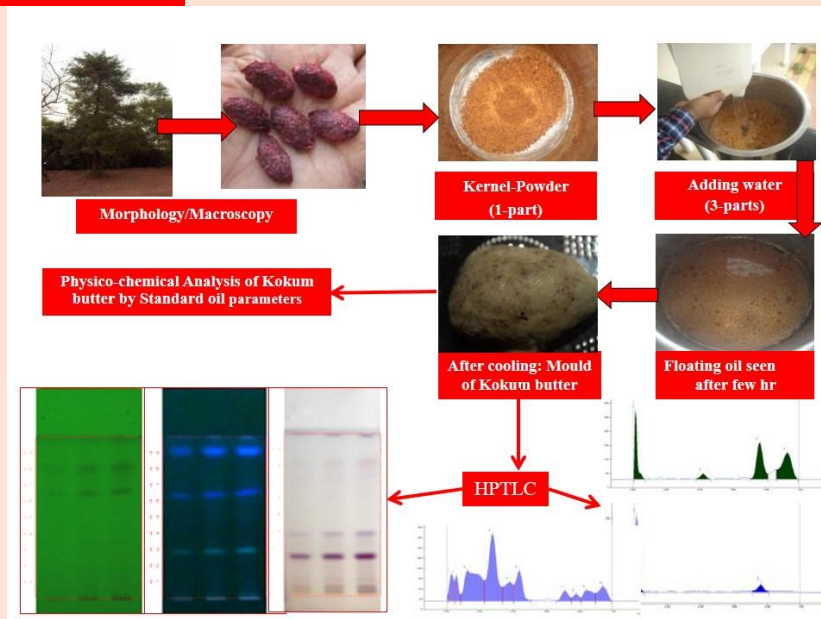 Morphology/Macroscopy
Kernel-Powder
(1-part)
Adding water
(3-parts)
Physico-chemical Analysis of Kokum
butter by Standard oil parameters
After cooling: Mould
of Kokum butter
Floating oil seen
after few hr
HPTLC